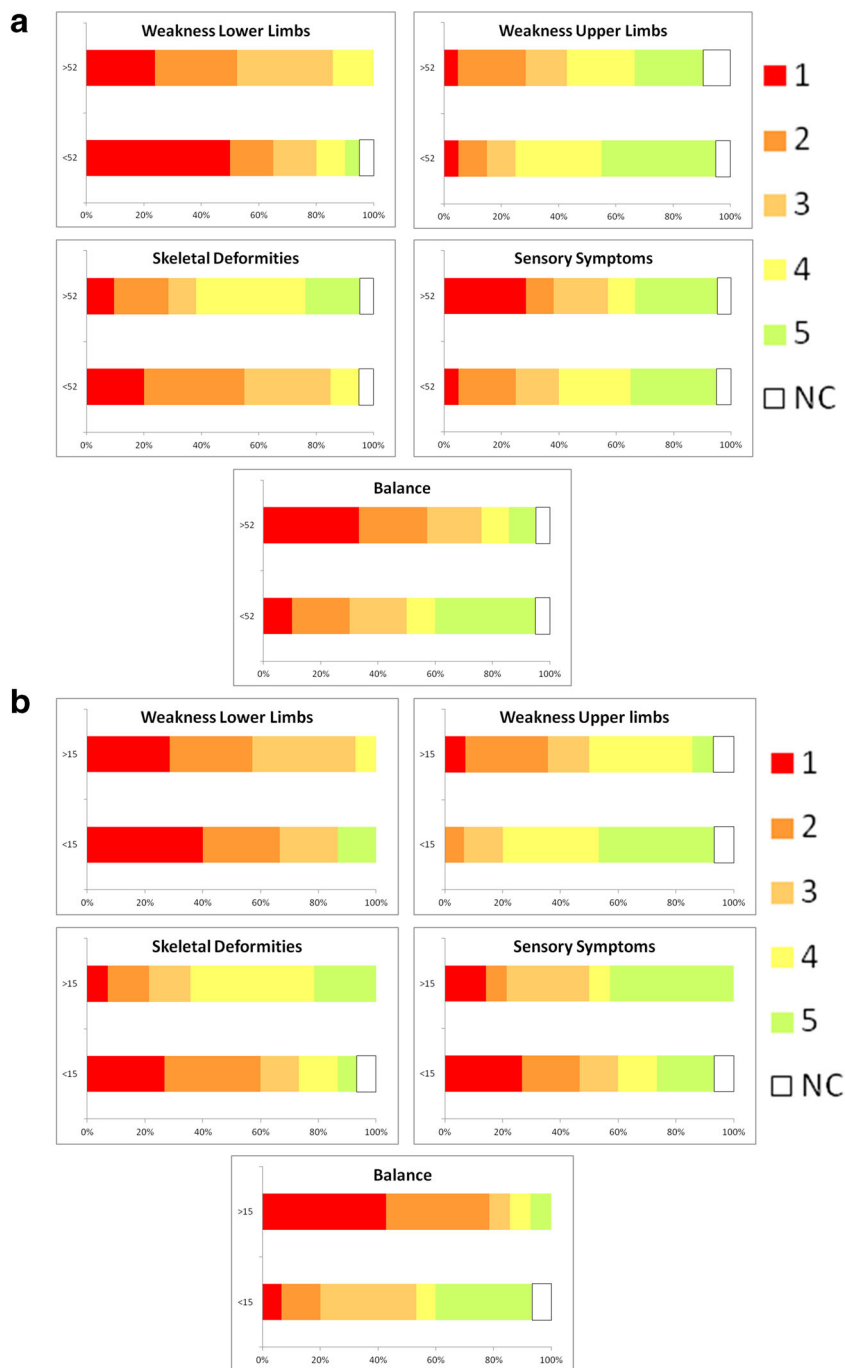 a
Weakness Lower Limbs
>52
<52
0% 20% 40% 60% 80% 100%
Weakness Upper Limbs
>52
<52
0% 20% 40% 60% 80% 100%
1
2
3
4
5
NC
Skeletal Deformities
>52
<52
0% 20% 40% 60% 80% 100%
Sensory Symptoms
>52
<52
0% 20% 40% 60% 80% 100%
Balance
>52
<52
0% 20% 40% 60% 80% 100%
b
Weakness Lower Limbs
>15
<15
0% 20% 40% 60% 80% 100%
Weakness Upper limbs
>15
<15
0% 20% 40% 60% 80% 100%
1
2
3
4
5
NC
Skeletal Deformities
>15
<15
0% 20% 40% 60% 80% 100%
Sensory Symptoms
>15
<15
0% 20% 40% 60% 80% 100%
Balance
>15
<15
0% 20% 40% 60% 80% 100%